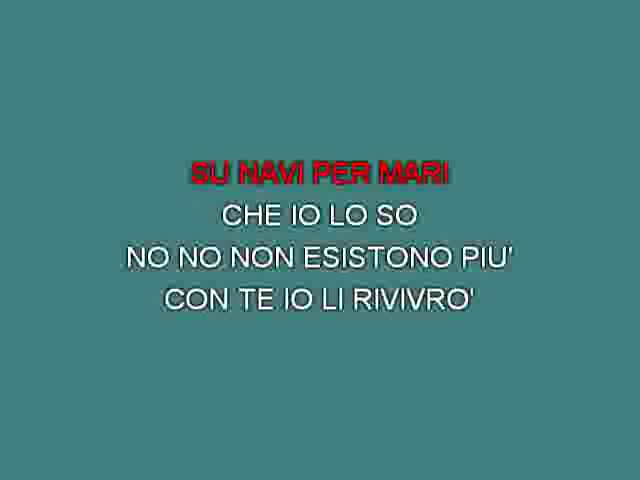 SU NAVI PER MARI
CHE IO LO SO
NO NO NON ESISTONO PIU'
CON TE IO LI RIVIVRO'